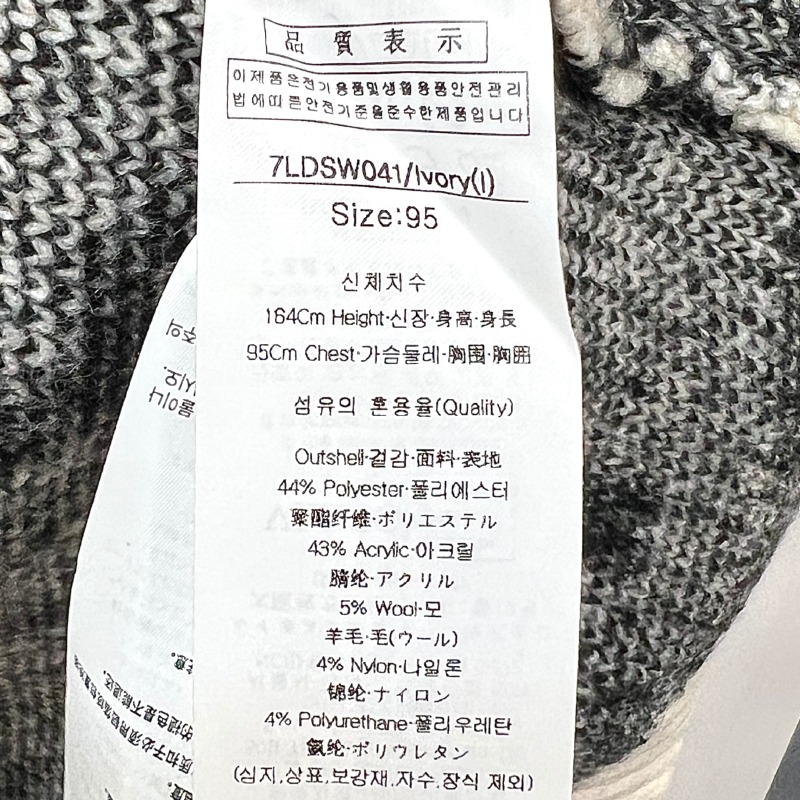 品質表示
이 제품은 전기용품및생활용품안전관리
법에 따른 안전기준을 준수한 제품입니다
7LDSW041/Ivory(I)
Size:95
신체치수
164Cm Height·신장·身高·身長
95Cm Chest·가슴둘레·胸围·胸囲
섬유의 혼용율(Quality)
Outshell·겉감·面料·表地
44% Polyester·폴리에스터
聚酯纤维·ポリエステル
43% Acrylic·아크릴
腈纶·アクリル
5% Wool·모
羊毛·毛(ウール)
4% Nylon·나일론
锦纶·ナイロン
4% Polyurethane·폴리우레탄
氨纶·ポリウレタン
(심지,상표,보강재,자수,장식 제외)